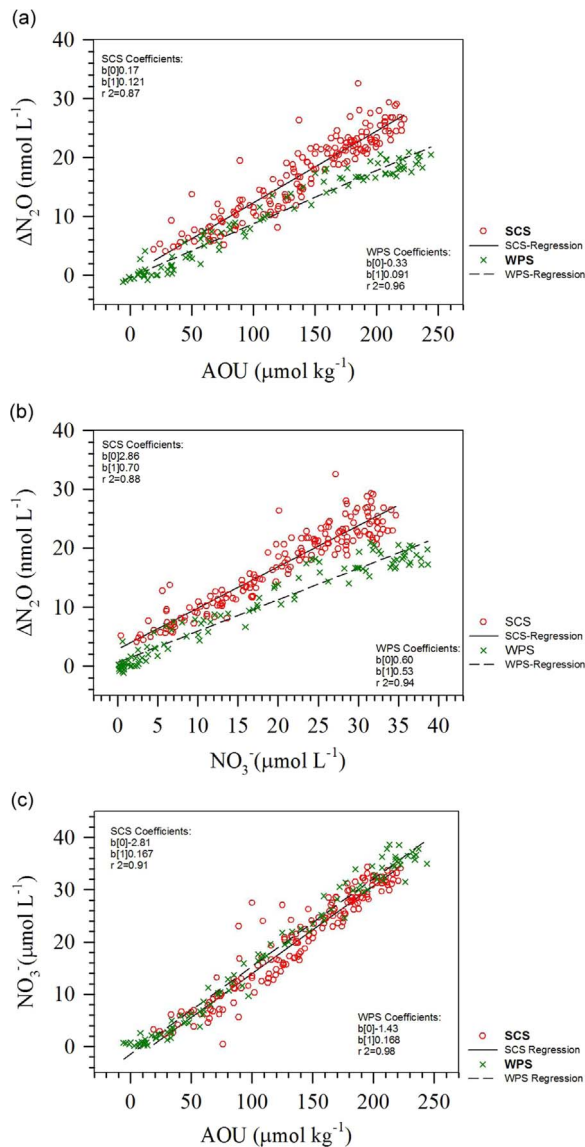 (a)
40
30
20
10
0
ΔN₂O (nmol L⁻¹)
SCS Coefficients:
b[0]0.17
b[1]0.121
r 2=0.87
WPS Coefficients:
b[0]-0.33
b[1]0.091
r 2=0.96
SCS
SCS-Regression
WPS
WPS-Regression
0 50 100 150 200 250
AOU (μmol kg⁻¹)
(b)
40
30
20
10
0
ΔN₂O (nmol L⁻¹)
SCS Coefficients:
b[0]2.86
b[1]0.70
r 2=0.88
WPS Coefficients:
b[0]0.60
b[1]0.53
r 2=0.94
SCS
SCS-Regression
WPS
WPS-Regression
0 5 10 15 20 25 30 35 40
NO₃⁻(μmol L⁻¹)
(c)
40
30
20
10
0
NO₃⁻(μmol L⁻¹)
SCS Coefficients:
b[0]-2.81
b[1]0.167
r 2=0.91
WPS Coefficients:
b[0]-1.43
b[1]0.168
r 2=0.98
SCS
SCS Regression
WPS
WPS Regression
0 50 100 150 200 250
AOU (μmol kg⁻¹)